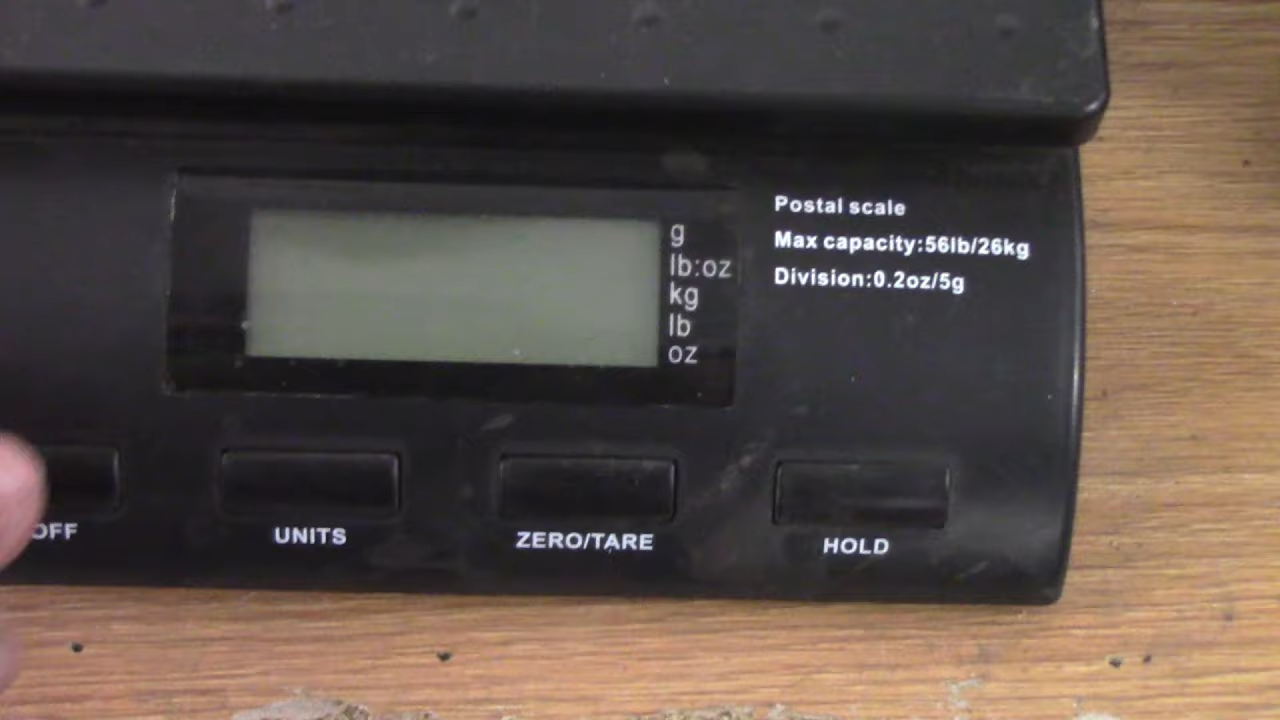 g
lb:oz
kg
lb
oz
Postal scale
Max capacity:56lb/26kg
Division:0.2oz/5g
OFF
UNITS
ZERO/TARE
HOLD